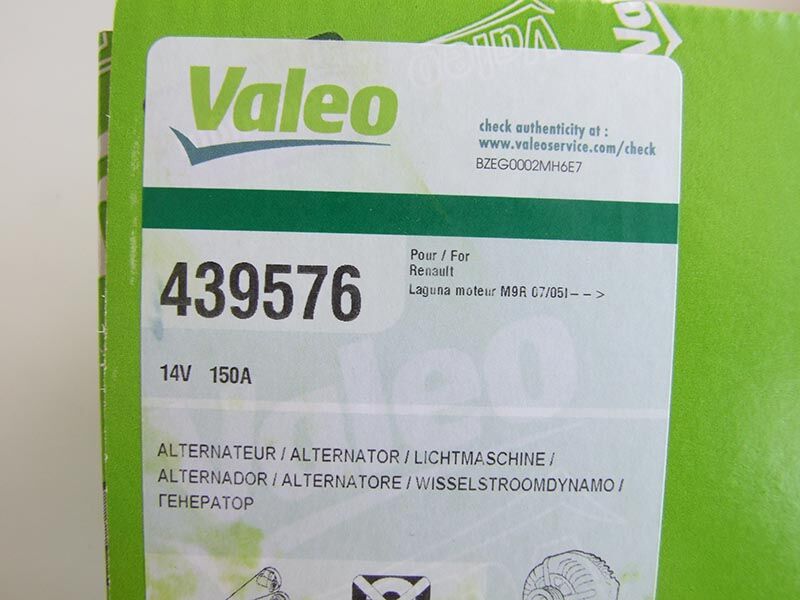 Valeo
check authenticity at :
www.valeoservice.com/check
BZEG0002MH6E7
439576
Pour / For
Renault
Laguna moteur M9R 07/05I-- >
14V 150A
ALTERNATEUR / ALTERNATOR / LICHTMASCHINE /
ALTERNADOR / ALTERNATORE / WISSELSTROOMDYNAMO /
ГЕНЕРАТОР